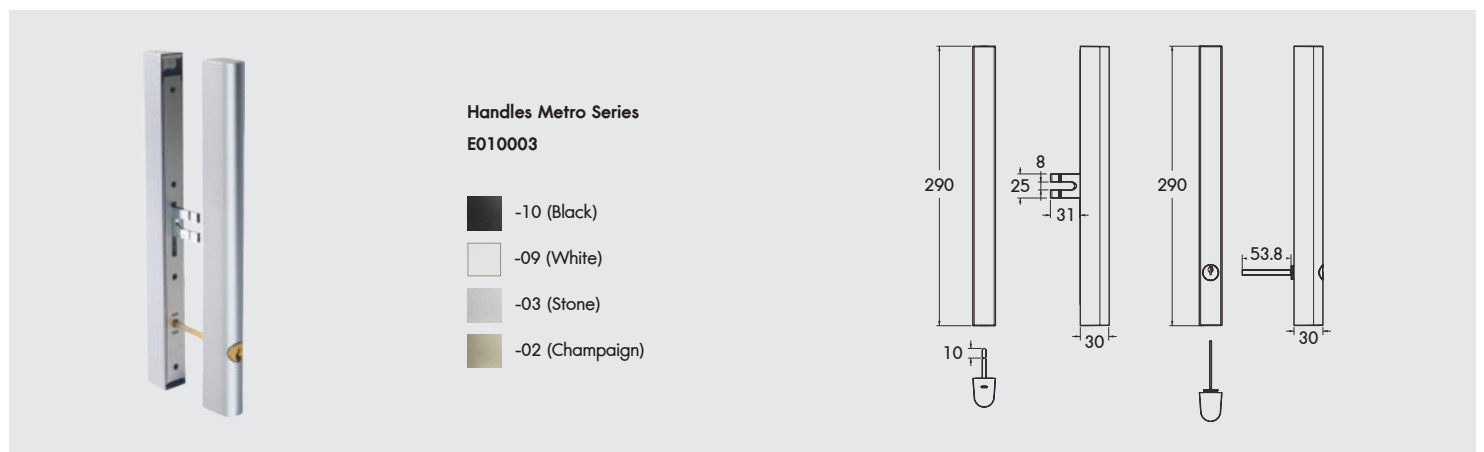 Handles Metro Series
E010003
-10 (Black)
-09 (White)
-03 (Stone)
-02 (Champaign)
290
8
25
31
30
10
290
53.8
30